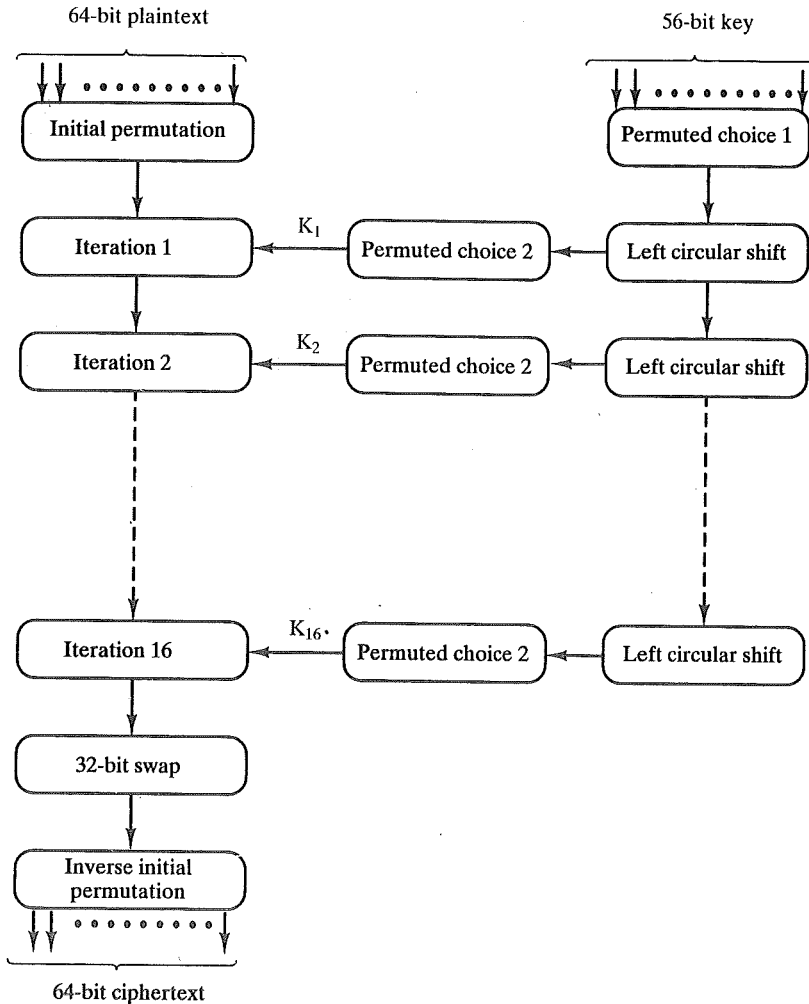 64-bit plaintext
56-bit key
Initial permutation
Permuted choice 1
K1
Iteration 1
Permuted choice 2
Left circular shift
K2
Iteration 2
Permuted choice 2
Left circular shift
K16.
Iteration 16
Permuted choice 2
Left circular shift
32-bit swap
Inverse initial
permutation
64-bit ciphertext